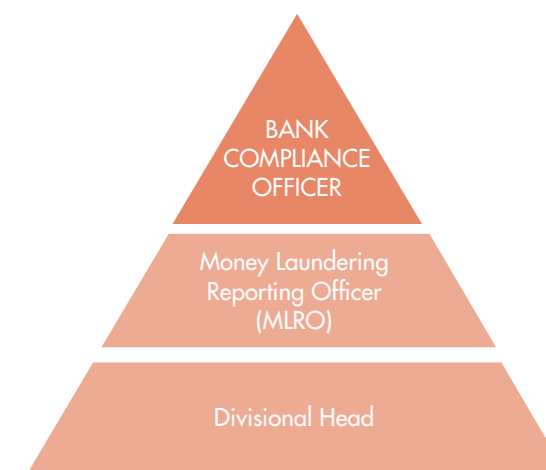 BANK
COMPLIANCE
OFFICER
Money Laundering
Reporting Officer
(MLRO)
Divisional Head